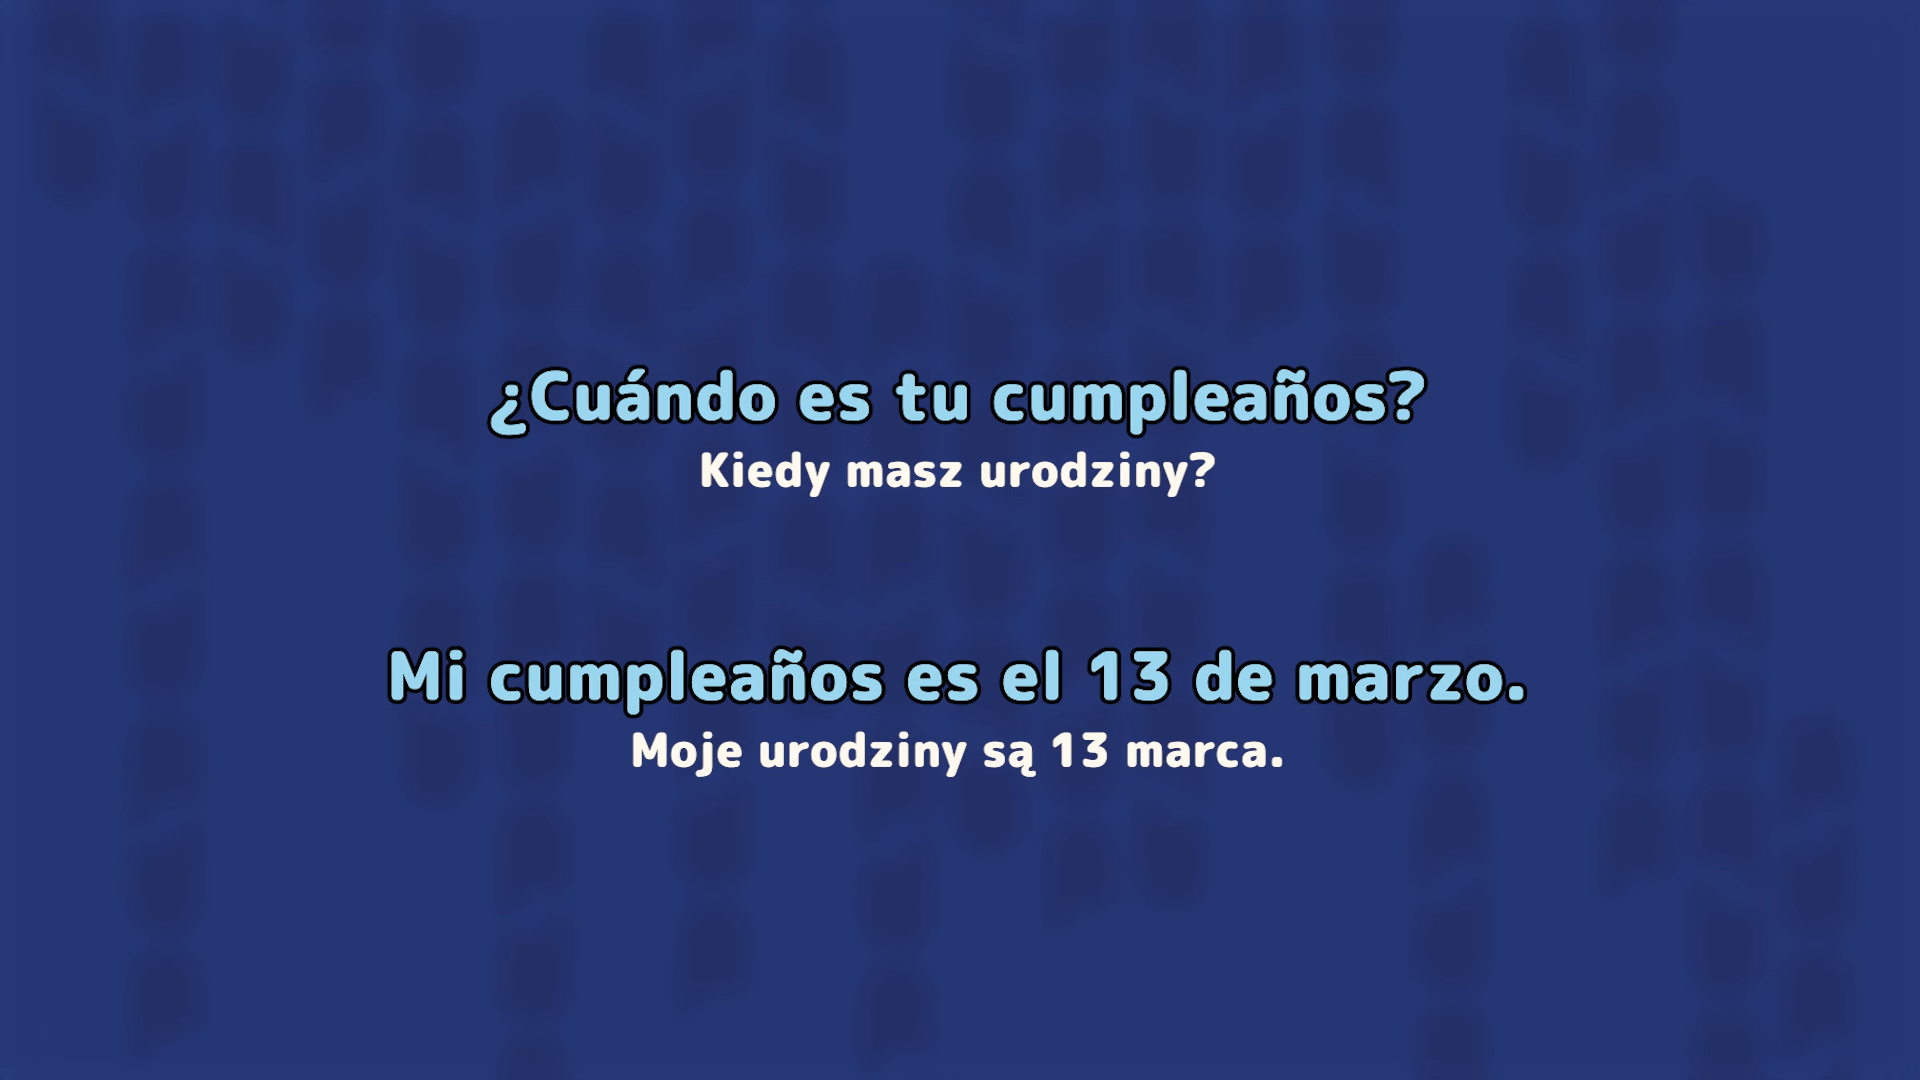 ¿Cuándo es tu cumpleaños?
Kiedy masz urodziny?
Mi cumpleaños es el 13 de marzo.
Moje urodziny są 13 marca.